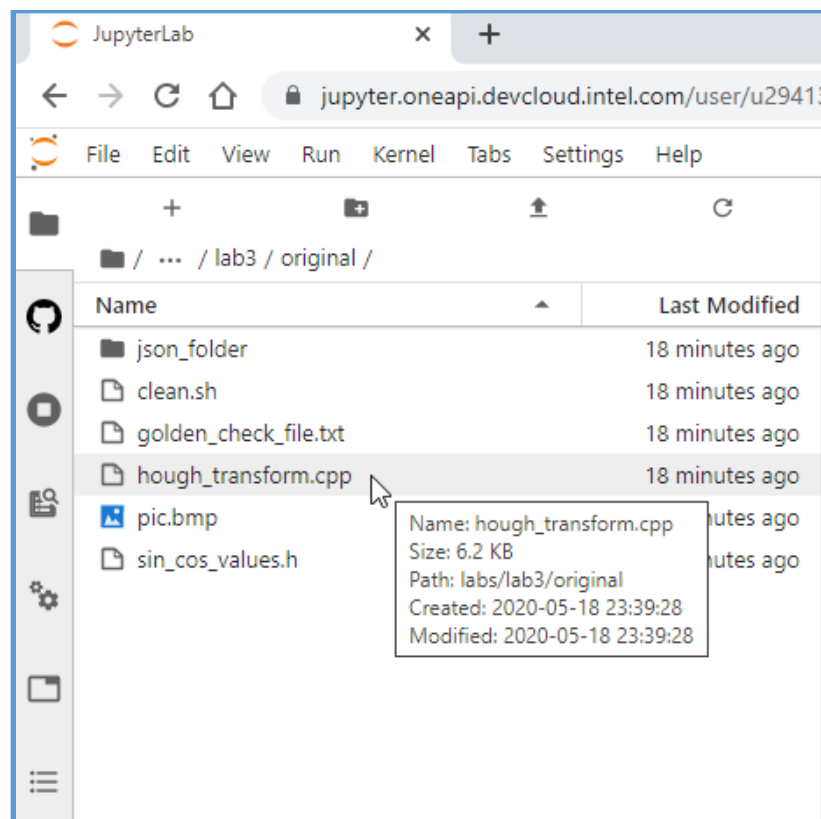 JupyterLab
jupyter.oneapi.devcloud.intel.com/user/u29413
File Edit View Run Kernel Tabs Settings Help
/ ··· / lab3 / original /
Name Last Modified
json_folder 18 minutes ago
clean.sh 18 minutes ago
golden_check_file.txt 18 minutes ago
hough_transform.cpp 18 minutes ago
pic.bmp nutes ago
sin_cos_values.h nutes ago
Name: hough_transform.cpp
Size: 6.2 KB
Path: labs/lab3/original
Created: 2020-05-18 23:39:28
Modified: 2020-05-18 23:39:28